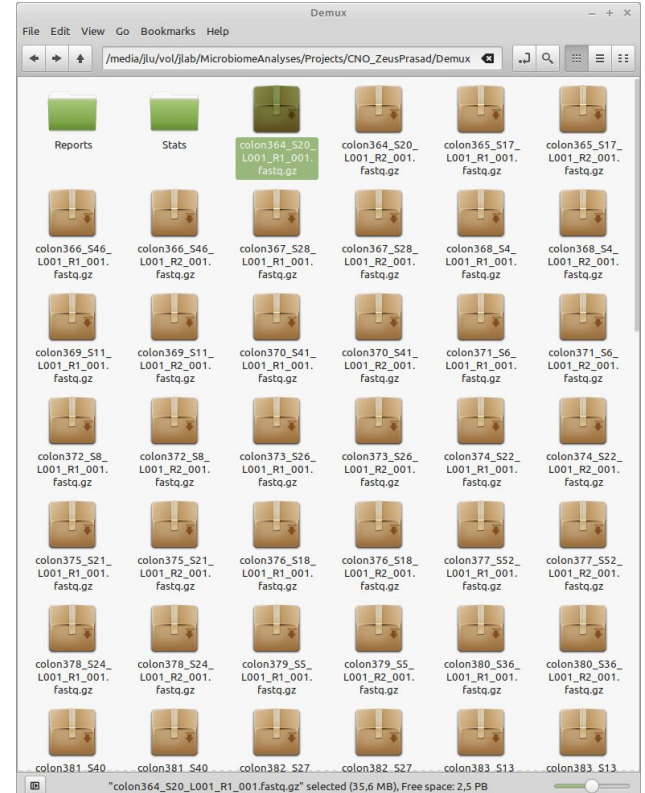 Demux
File Edit View Go Bookmarks Help
/media/jlu/vol/jlab/MicrobiomeAnalyses/Projects/CNO_ZeusPrasad/Demux
Reports
Stats
colon364_S20_
L001_R1_001.
fastq.gz
colon364_S20_
L001_R2_001.
fastq.gz
colon365_S17_
L001_R1_001.
fastq.gz
colon365_S17_
L001_R2_001.
fastq.gz
colon366_S46_
L001_R1_001.
fastq.gz
colon366_S46_
L001_R2_001.
fastq.gz
colon367_S28_
L001_R1_001.
fastq.gz
colon367_S28_
L001_R2_001.
fastq.gz
colon368_S4_
L001_R1_001.
fastq.gz
colon368_S4_
L001_R2_001.
fastq.gz
colon369_S11_
L001_R1_001.
fastq.gz
colon369_S11_
L001_R2_001.
fastq.gz
colon370_S41_
L001_R1_001.
fastq.gz
colon370_S41_
L001_R2_001.
fastq.gz
colon371_S6_
L001_R1_001.
fastq.gz
colon371_S6_
L001_R2_001.
fastq.gz
colon372_S8_
L001_R1_001.
fastq.gz
colon372_S8_
L001_R2_001.
fastq.gz
colon373_S26_
L001_R1_001.
fastq.gz
colon373_S26_
L001_R2_001.
fastq.gz
colon374_S22_
L001_R1_001.
fastq.gz
colon374_S22_
L001_R2_001.
fastq.gz
colon375_S21_
L001_R1_001.
fastq.gz
colon375_S21_
L001_R2_001.
fastq.gz
colon376_S18_
L001_R1_001.
fastq.gz
colon376_S18_
L001_R2_001.
fastq.gz
colon377_S52_
L001_R1_001.
fastq.gz
colon377_S52_
L001_R2_001.
fastq.gz
colon378_S24_
L001_R1_001.
fastq.gz
colon378_S24_
L001_R2_001.
fastq.gz
colon379_S5_
L001_R1_001.
fastq.gz
colon379_S5_
L001_R2_001.
fastq.gz
colon380_S36_
L001_R1_001.
fastq.gz
colon380_S36_
L001_R2_001.
fastq.gz
colon381_S40_
colon381_S40_
colon382_S27_
colon382_S27_
colon383_S13_
colon383_S13_
"colon364_S20_L001_R1_001.fastq.gz" selected (35,6 MB), Free space: 2,5 PB